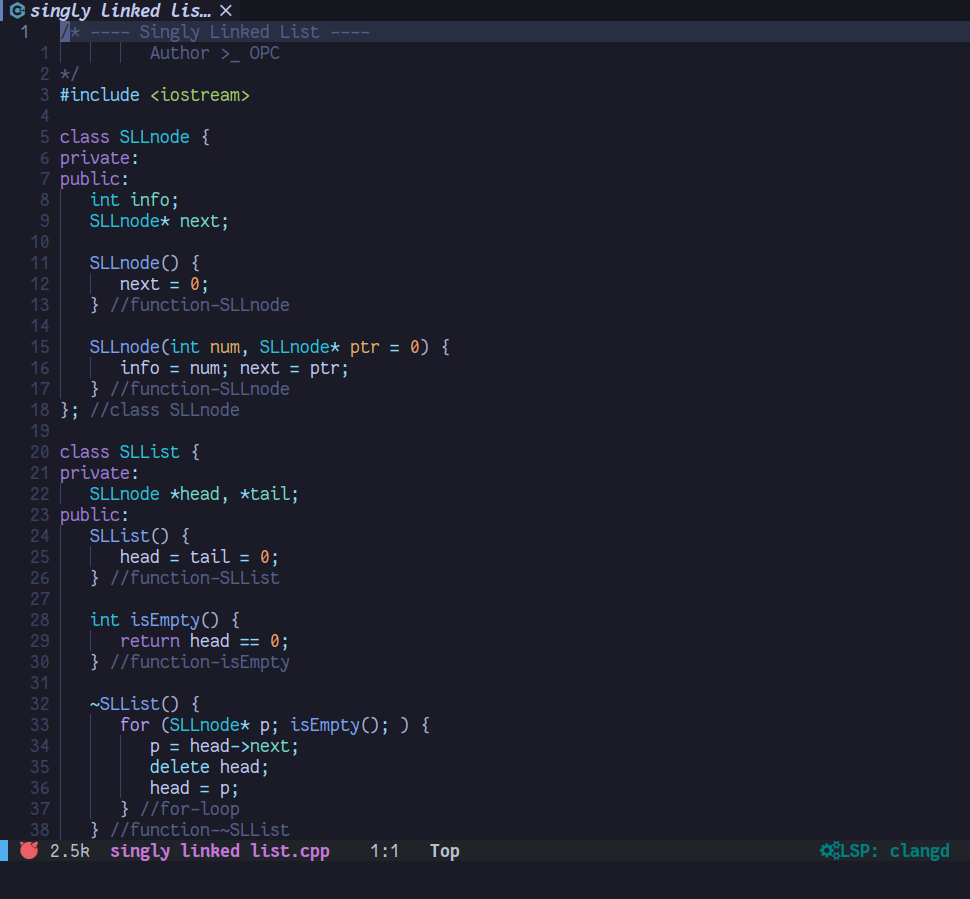 singly linked lis… ×
1 /* ---- Singly Linked List ----
1 Author >_ OPC
2 */
3 #include <iostream>
4
5 class SLLnode {
6 private:
7 public:
8 int info;
9 SLLnode* next;
10
11 SLLnode() {
12 next = 0;
13 } //function-SLLnode
14
15 SLLnode(int num, SLLnode* ptr = 0) {
16 info = num; next = ptr;
17 } //function-SLLnode
18 }; //class SLLnode
19
20 class SLList {
21 private:
22 SLLnode *head, *tail;
23 public:
24 SLList() {
25 head = tail = 0;
26 } //function-SLList
27
28 int isEmpty() {
29 return head == 0;
30 } //function-isEmpty
31
32 ~SLList() {
33 for (SLLnode* p; isEmpty(); ) {
34 p = head->next;
35 delete head;
36 head = p;
37 } //for-loop
38 } //function-~SLList
2.5k singly linked list.cpp 1:1 Top LSP: clangd